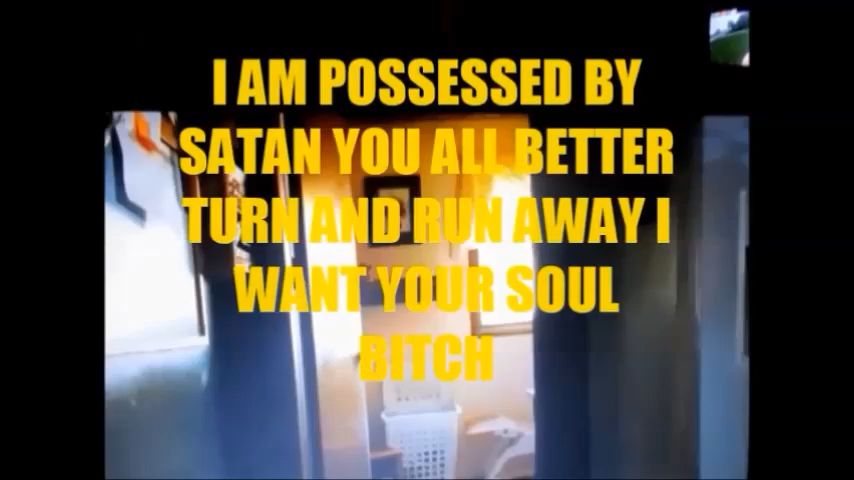 I AM POSSESSED BY
SATAN YOU ALL BETTER
TURN AND RUN AWAY I
WANT YOUR SOUL
BITCH